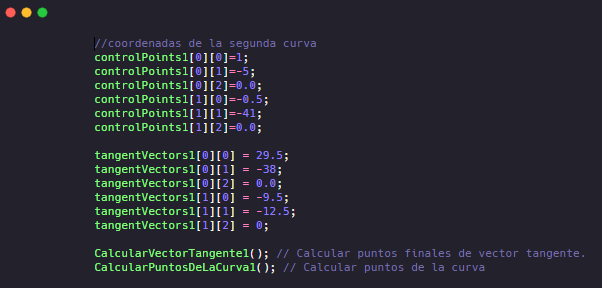 //coordenadas de la segunda curva
controlPoints1[0][0]=1;
controlPoints1[0][1]=-5;
controlPoints1[0][2]=0.0;
controlPoints1[1][0]=-0.5;
controlPoints1[1][1]=-41;
controlPoints1[1][2]=0.0;
tangentVectors1[0][0] = 29.5;
tangentVectors1[0][1] = -38;
tangentVectors1[0][2] = 0.0;
tangentVectors1[1][0] = -9.5;
tangentVectors1[1][1] = -12.5;
tangentVectors1[1][2] = 0;
CalcularVectorTangente1(); // Calcular puntos finales de vector tangente.
CalcularPuntosDeLaCurva1(); // Calcular puntos de la curva